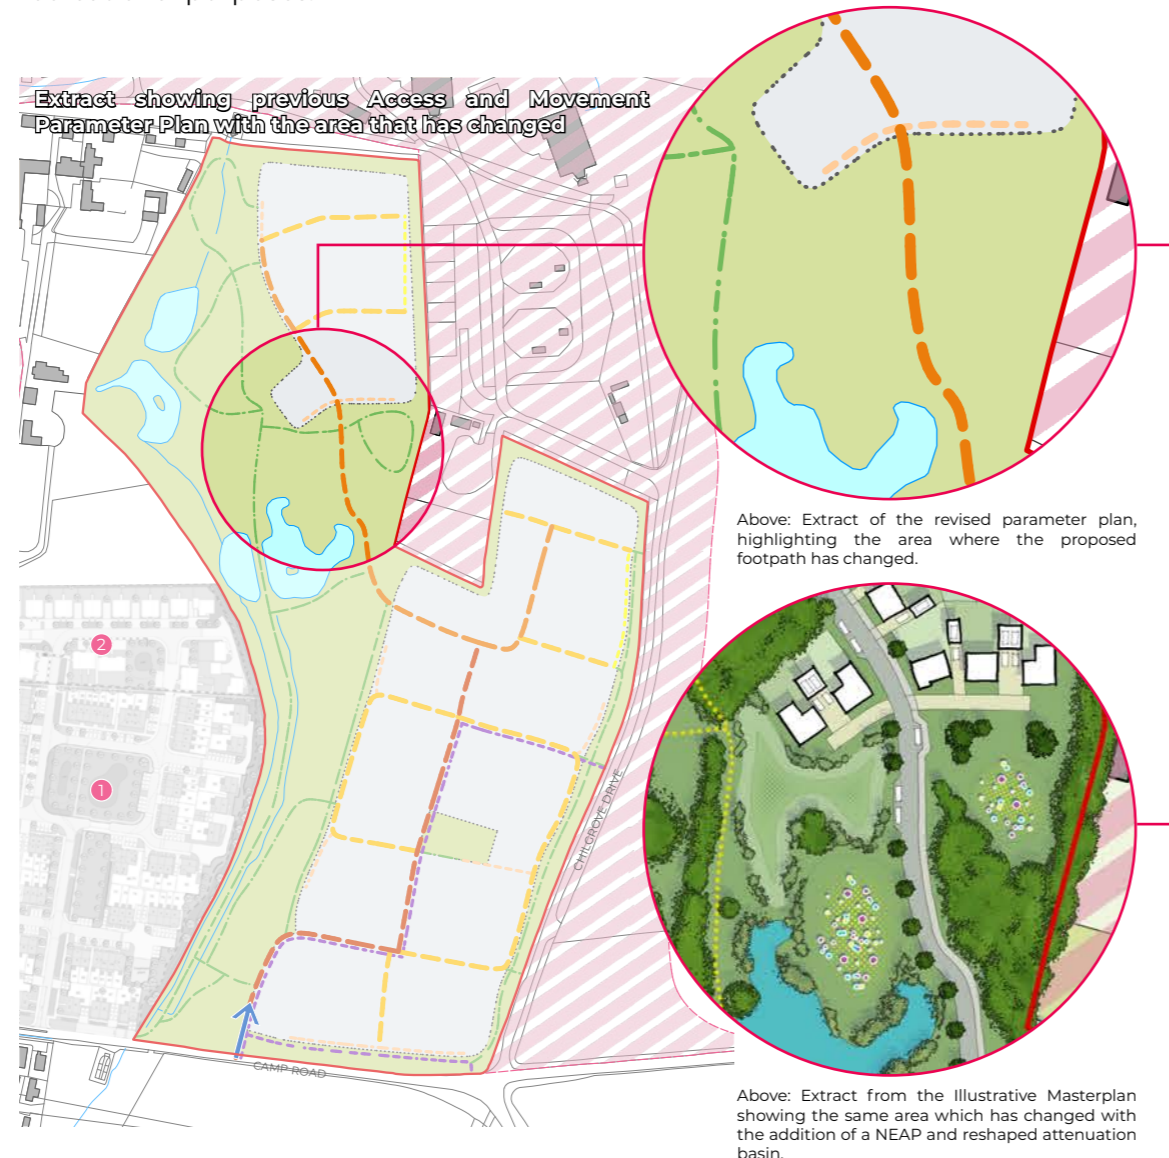 Extract showing previous Access and Movement
Parameter Plan with the area that has changed
2
1
CHILGROVE DRIVE
CAMP ROAD
Above: Extract of the revised parameter plan,
highlighting the area where the proposed
footpath has changed.
Above: Extract from the Illustrative Masterplan
showing the same area which has changed with
the addition of a NEAP and reshaped attenuation
basin.